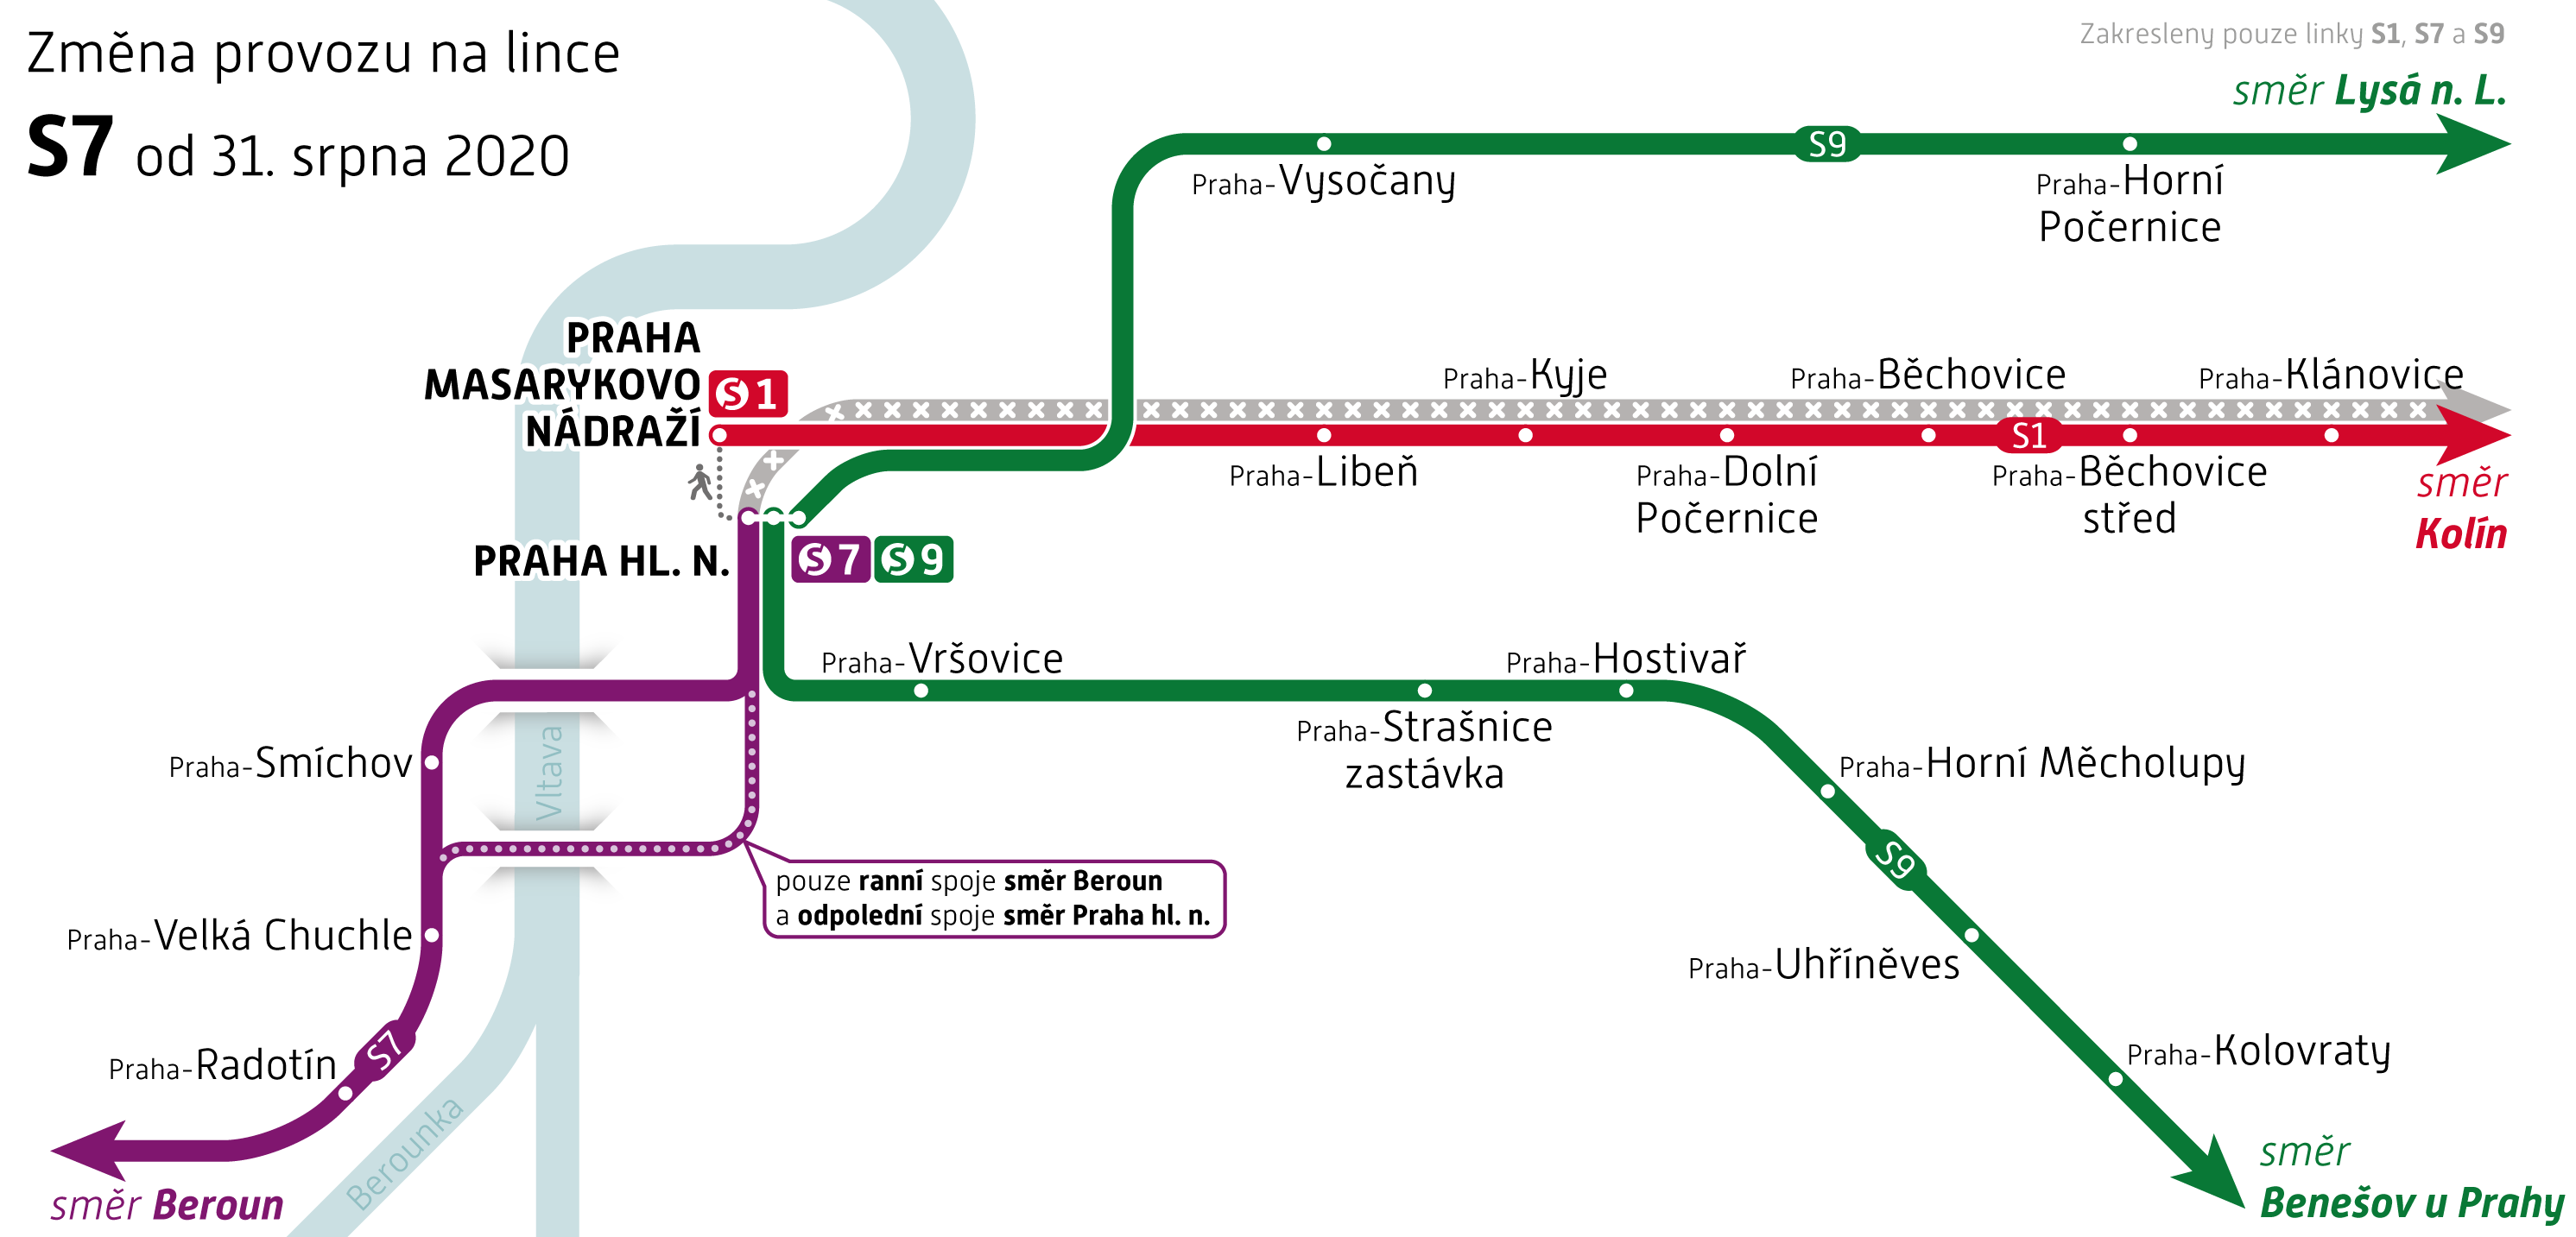 Změna provozu na lince
S7 od 31. srpna 2020
Zakresleny pouze linky S1, S7 a S9
směr Lysá n. L.
S9
Praha-Vysočany
Praha-Horní
Počernice
PRAHA
MASARYKOVO
NÁDRAŽÍ
S 1
Praha-Kyje
Praha-Běchovice
Praha-Klánovice
S1
Praha-Libeň
Praha-Dolní
Počernice
Praha-Běchovice
střed
směr
Kolín
PRAHA HL. N.
S 7
S 9
Praha-Vršovice
Praha-Hostivař
Praha-Strašnice
zastávka
Praha-Smíchov
Vltava
Praha-Horní Měcholupy
S9
pouze ranní spoje směr Beroun
a odpolední spoje směr Praha hl. n.
Praha-Velká Chuchle
Praha-Uhříněves
S7
Praha-Radotín
Praha-Kolovraty
Berounka
směr Beroun
směr
Benešov u Prahy